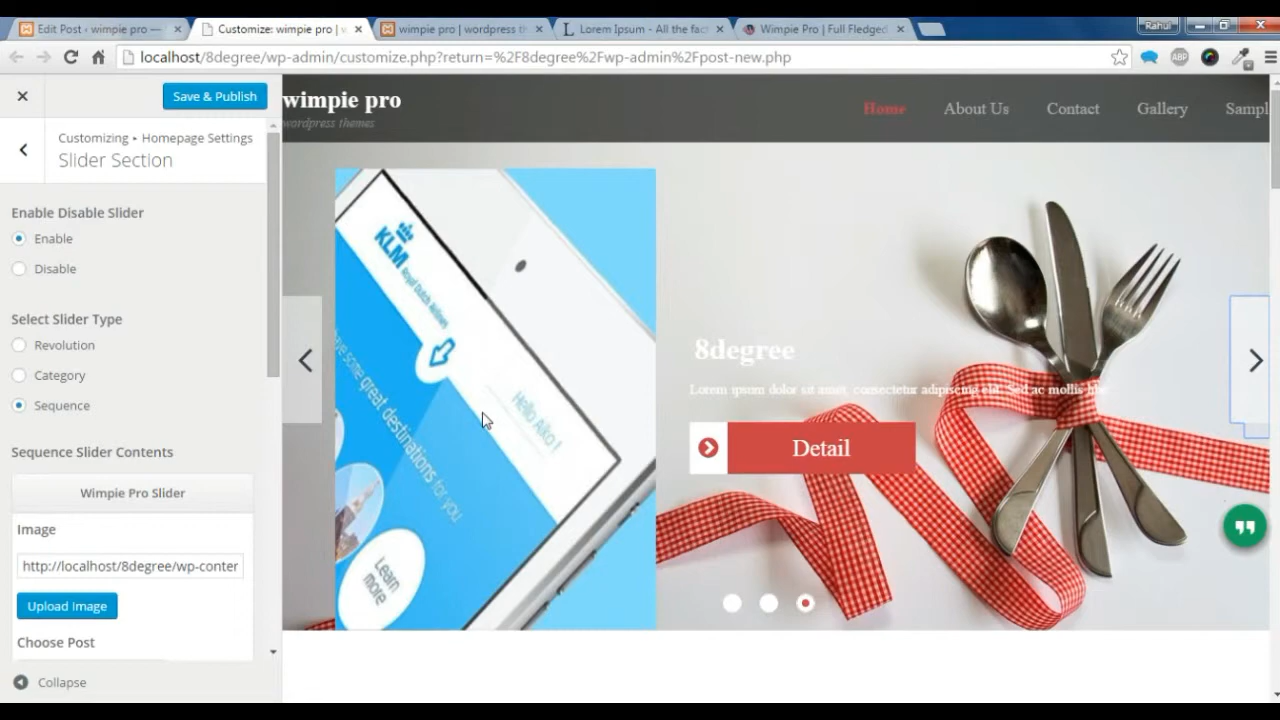 Edit Post ‹ wimpie pro —
Customize: wimpie pro |
wimpie pro | wordpress th
Lorem Ipsum - All the fact
Wimpie Pro | Full Fledged
Rahul
localhost/8degree/wp-admin/customize.php?return=%2F8degree%2Fwp-admin%2Fpost-new.php
ABP
Save & Publish
Customizing ▸ Homepage Settings
Slider Section
Enable Disable Slider
Enable
Disable
Select Slider Type
Revolution
Category
Sequence
Sequence Slider Contents
Wimpie Pro Slider
Image
http://localhost/8degree/wp-conter
Upload Image
Choose Post
Collapse
wimpie pro
wordpress themes
Home
About Us
Contact
Gallery
Sampl
KLM
Royal Dutch Airlines
Hello Aiko !
have some great destinations for you
Learn
more
8degree
Lorem ipsum dolor sit amet, consectetur adipiscing elit. Sed ac mollis libe
Detail